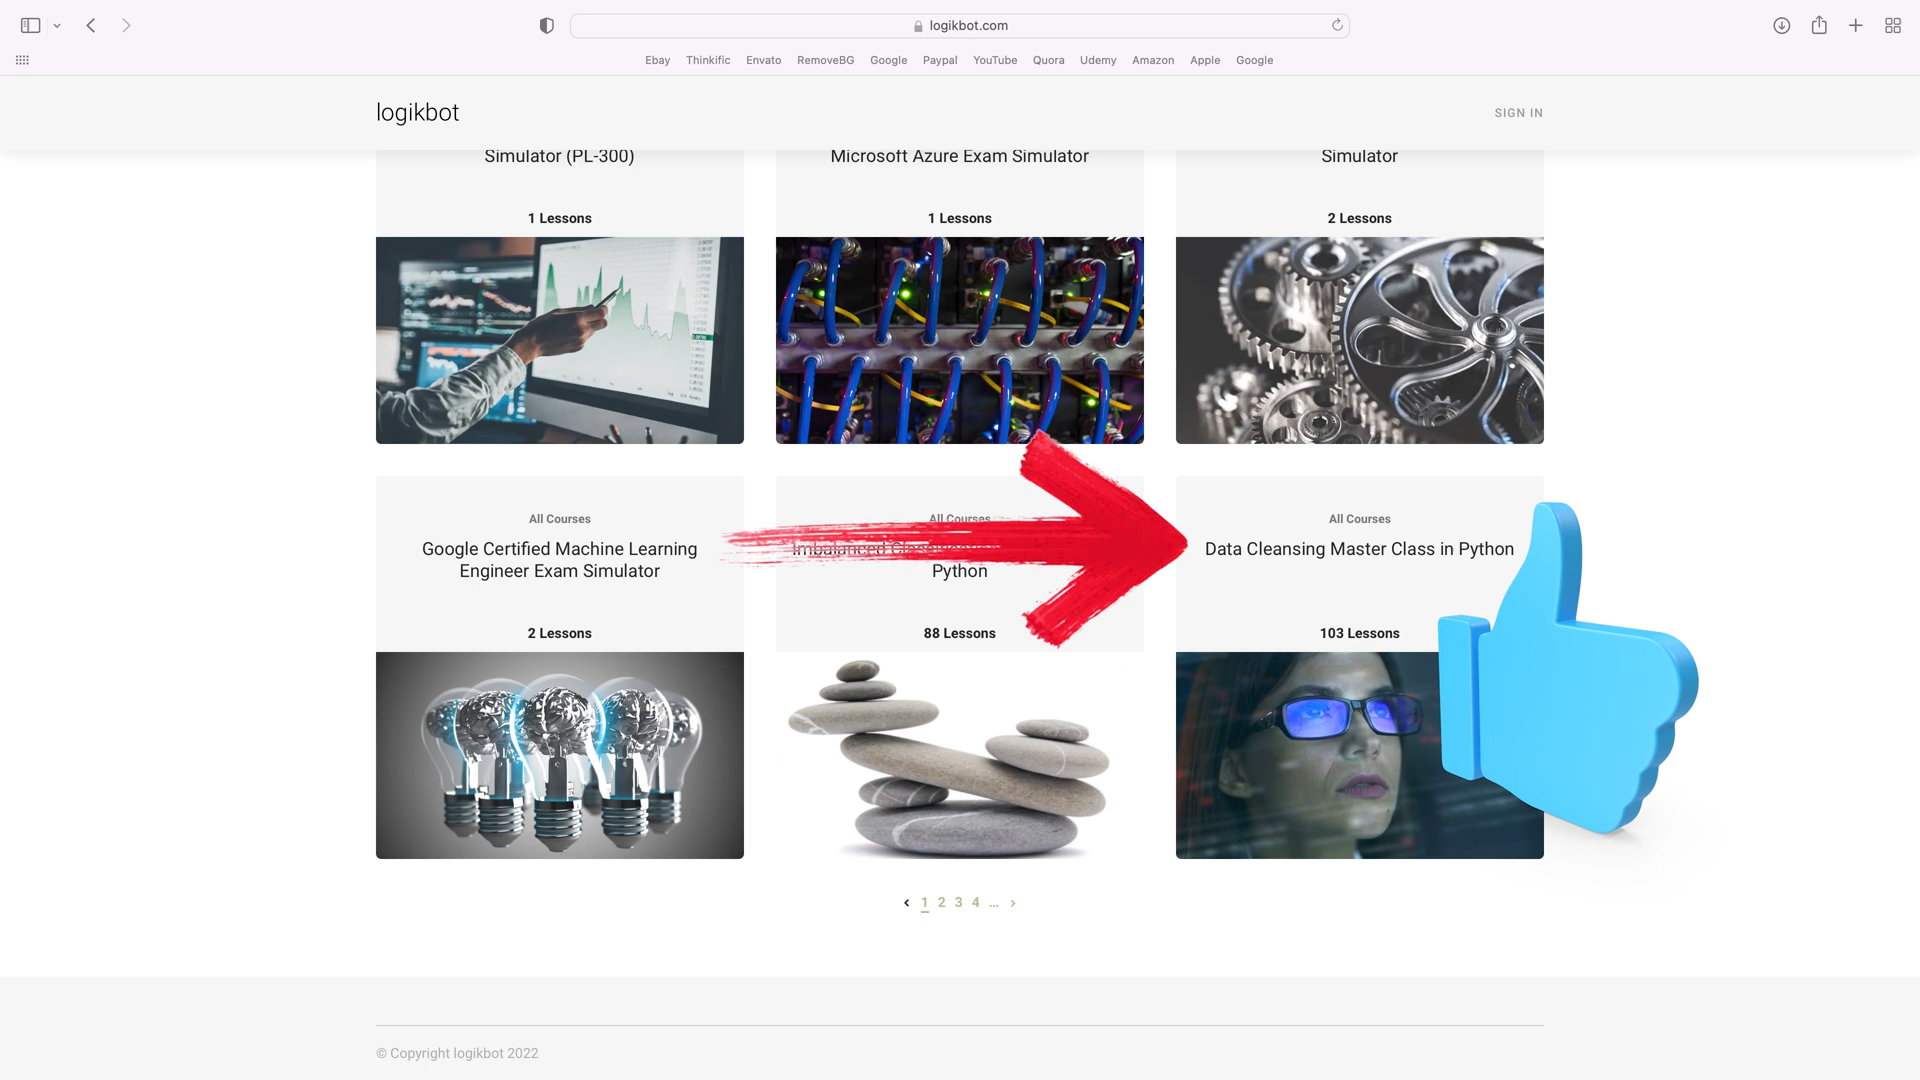 logikbot.com
Ebay Thinkific Envato RemoveBG Google Paypal YouTube Quora Udemy Amazon Apple Google
logikbot
SIGN IN
Simulator (PL-300)
1 Lessons
Microsoft Azure Exam Simulator
1 Lessons
Simulator
2 Lessons
All Courses
Google Certified Machine Learning
Engineer Exam Simulator
2 Lessons
All Courses
Imbalanced
Python
88 Lessons
All Courses
Data Cleansing Master Class in Python
103 Lessons
1 2 3 4 ...
© Copyright logikbot 2022